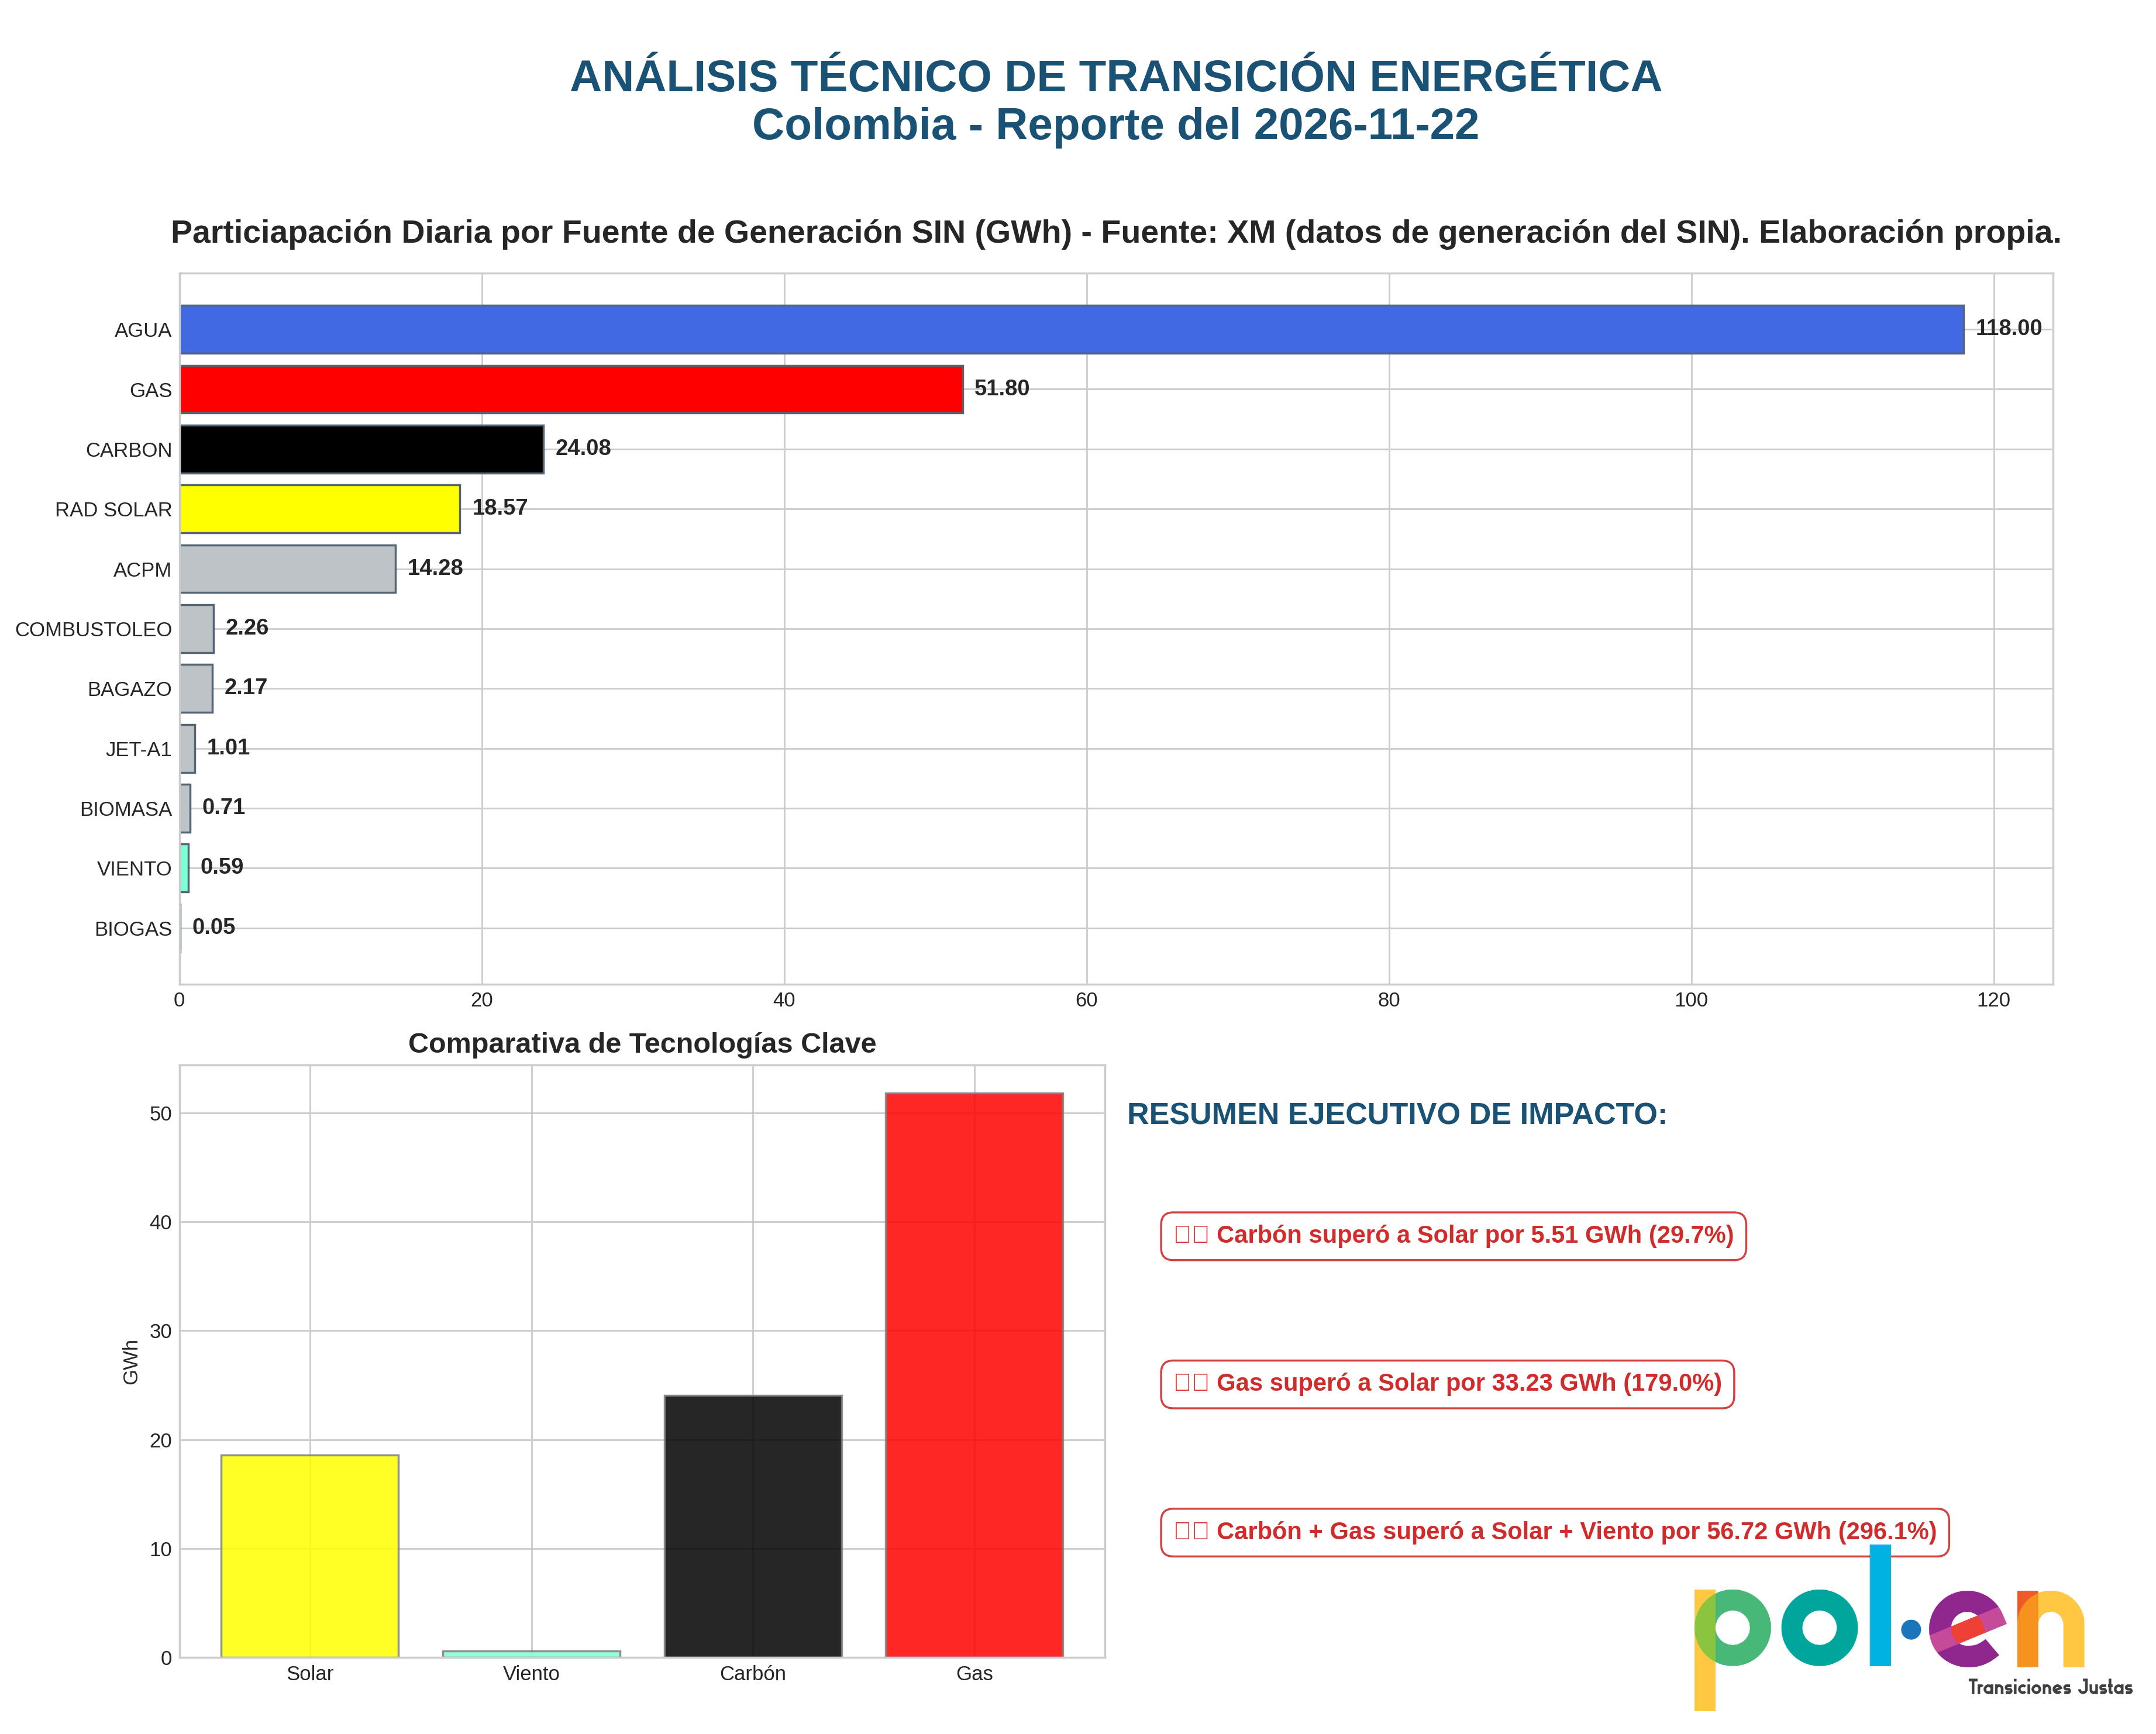 ANÁLISIS TÉCNICO DE TRANSICIÓN ENERGÉTICA
Colombia - Reporte del 2026-11-22
Particiapación Diaria por Fuente de Generación SIN (GWh) - Fuente: XM (datos de generación del SIN). Elaboración propia.
AGUA 118.00
GAS 51.80
CARBON 24.08
RAD SOLAR 18.57
ACPM 14.28
COMBUSTOLEO 2.26
BAGAZO 2.17
JET-A1 1.01
BIOMASA 0.71
VIENTO 0.59
BIOGAS 0.05
0 20 40 60 80 100 120
Comparativa de Tecnologías Clave
GWh
50
40
30
20
10
0
Solar Viento Carbón Gas
RESUMEN EJECUTIVO DE IMPACTO:
Carbón superó a Solar por 5.51 GWh (29.7%)
Gas superó a Solar por 33.23 GWh (179.0%)
Carbón + Gas superó a Solar + Viento por 56.72 GWh (296.1%)
pol·en
Transiciones Justas